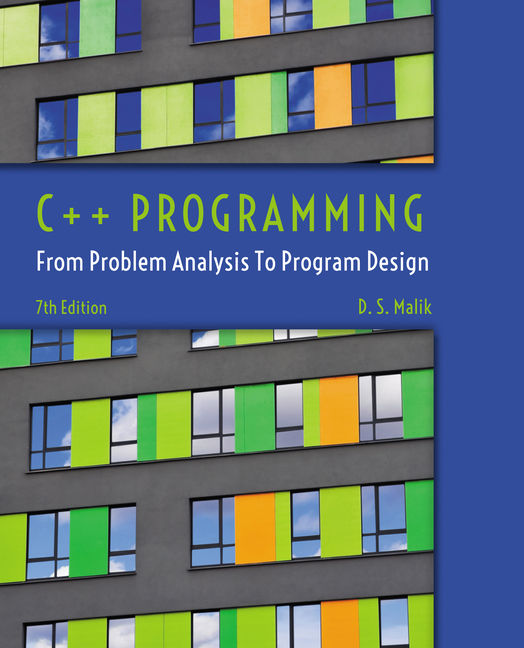 C++ PROGRAMMING
From Problem Analysis To Program Design
7th Edition D. S. Malik